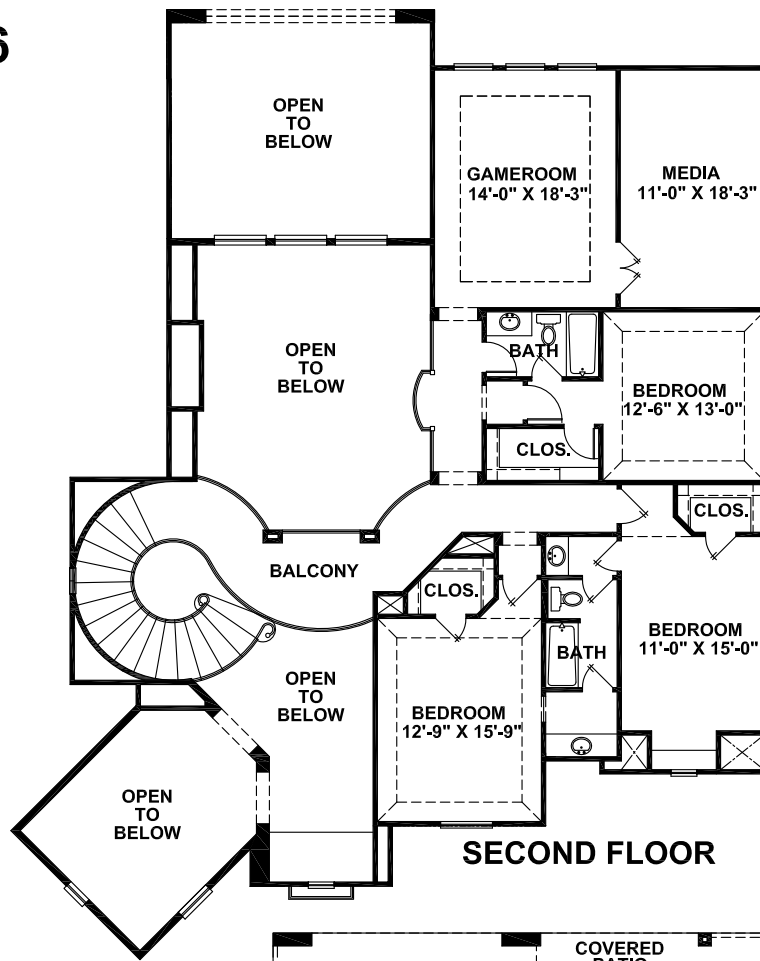 6
OPEN
TO
BELOW
GAMEROOM
14'-0" X 18'-3"
MEDIA
11'-0" X 18'-3"
OPEN
TO
BELOW
BATH
BEDROOM
12'-6" X 13'-0"
CLOS.
CLOS.
BALCONY
CLOS.
BEDROOM
11'-0" X 15'-0"
BATH
OPEN
TO
BELOW
BEDROOM
12'-9" X 15'-9"
OPEN
TO
BELOW
SECOND FLOOR
COVERED
PATIO